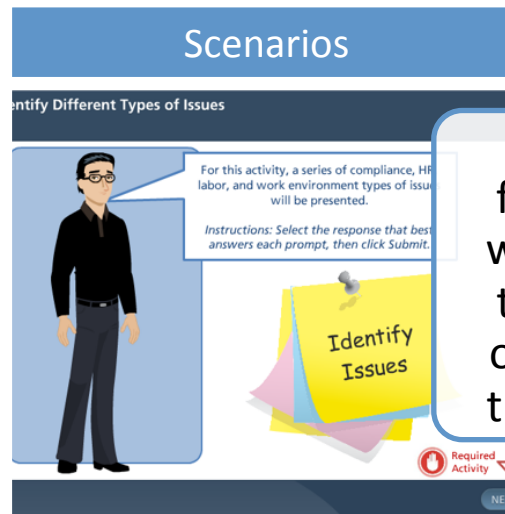 Scenarios
entify Different Types of Issues
For this activity, a series of compliance, HR
labor, and work environment types of issu
will be presented.
Instructions: Select the response that best
answers each prompt, then click Submit.
Identify
Issues
Required
Activity
NE